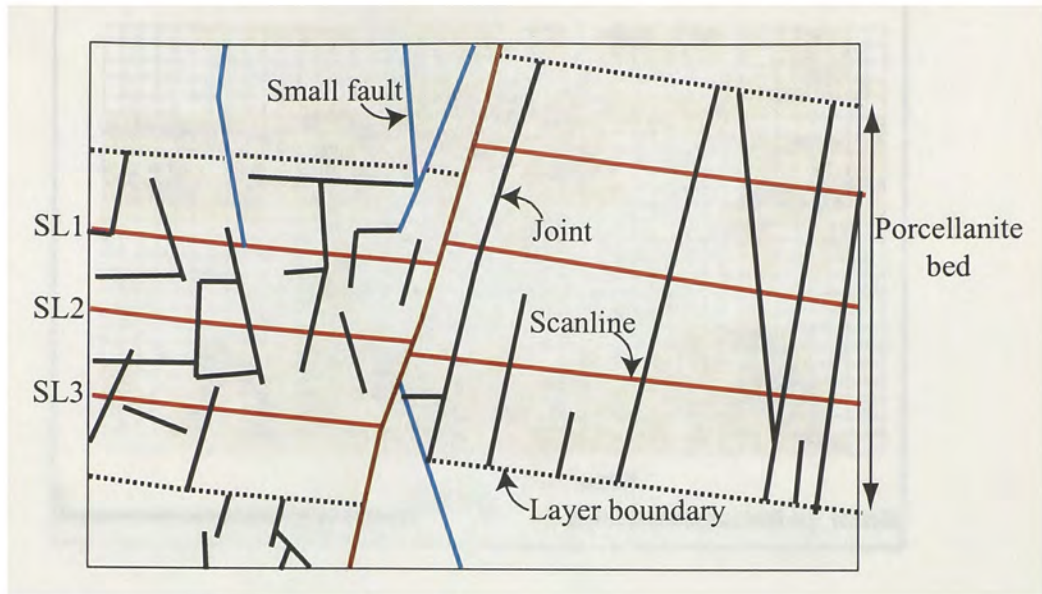 Small fault
SL1
Joint
Porcellanite
bed
SL2
Scanline
SL3
Layer boundary